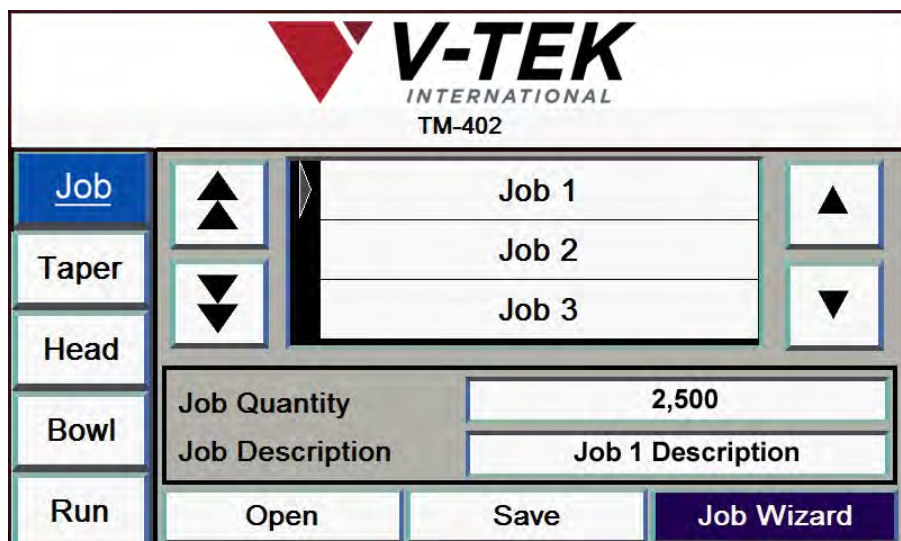 V-TEK
INTERNATIONAL
TM-402
Job
Taper
Head
Bowl
Run
Job 1
Job 2
Job 3
Job Quantity 2,500
Job Description Job 1 Description
Open Save Job Wizard